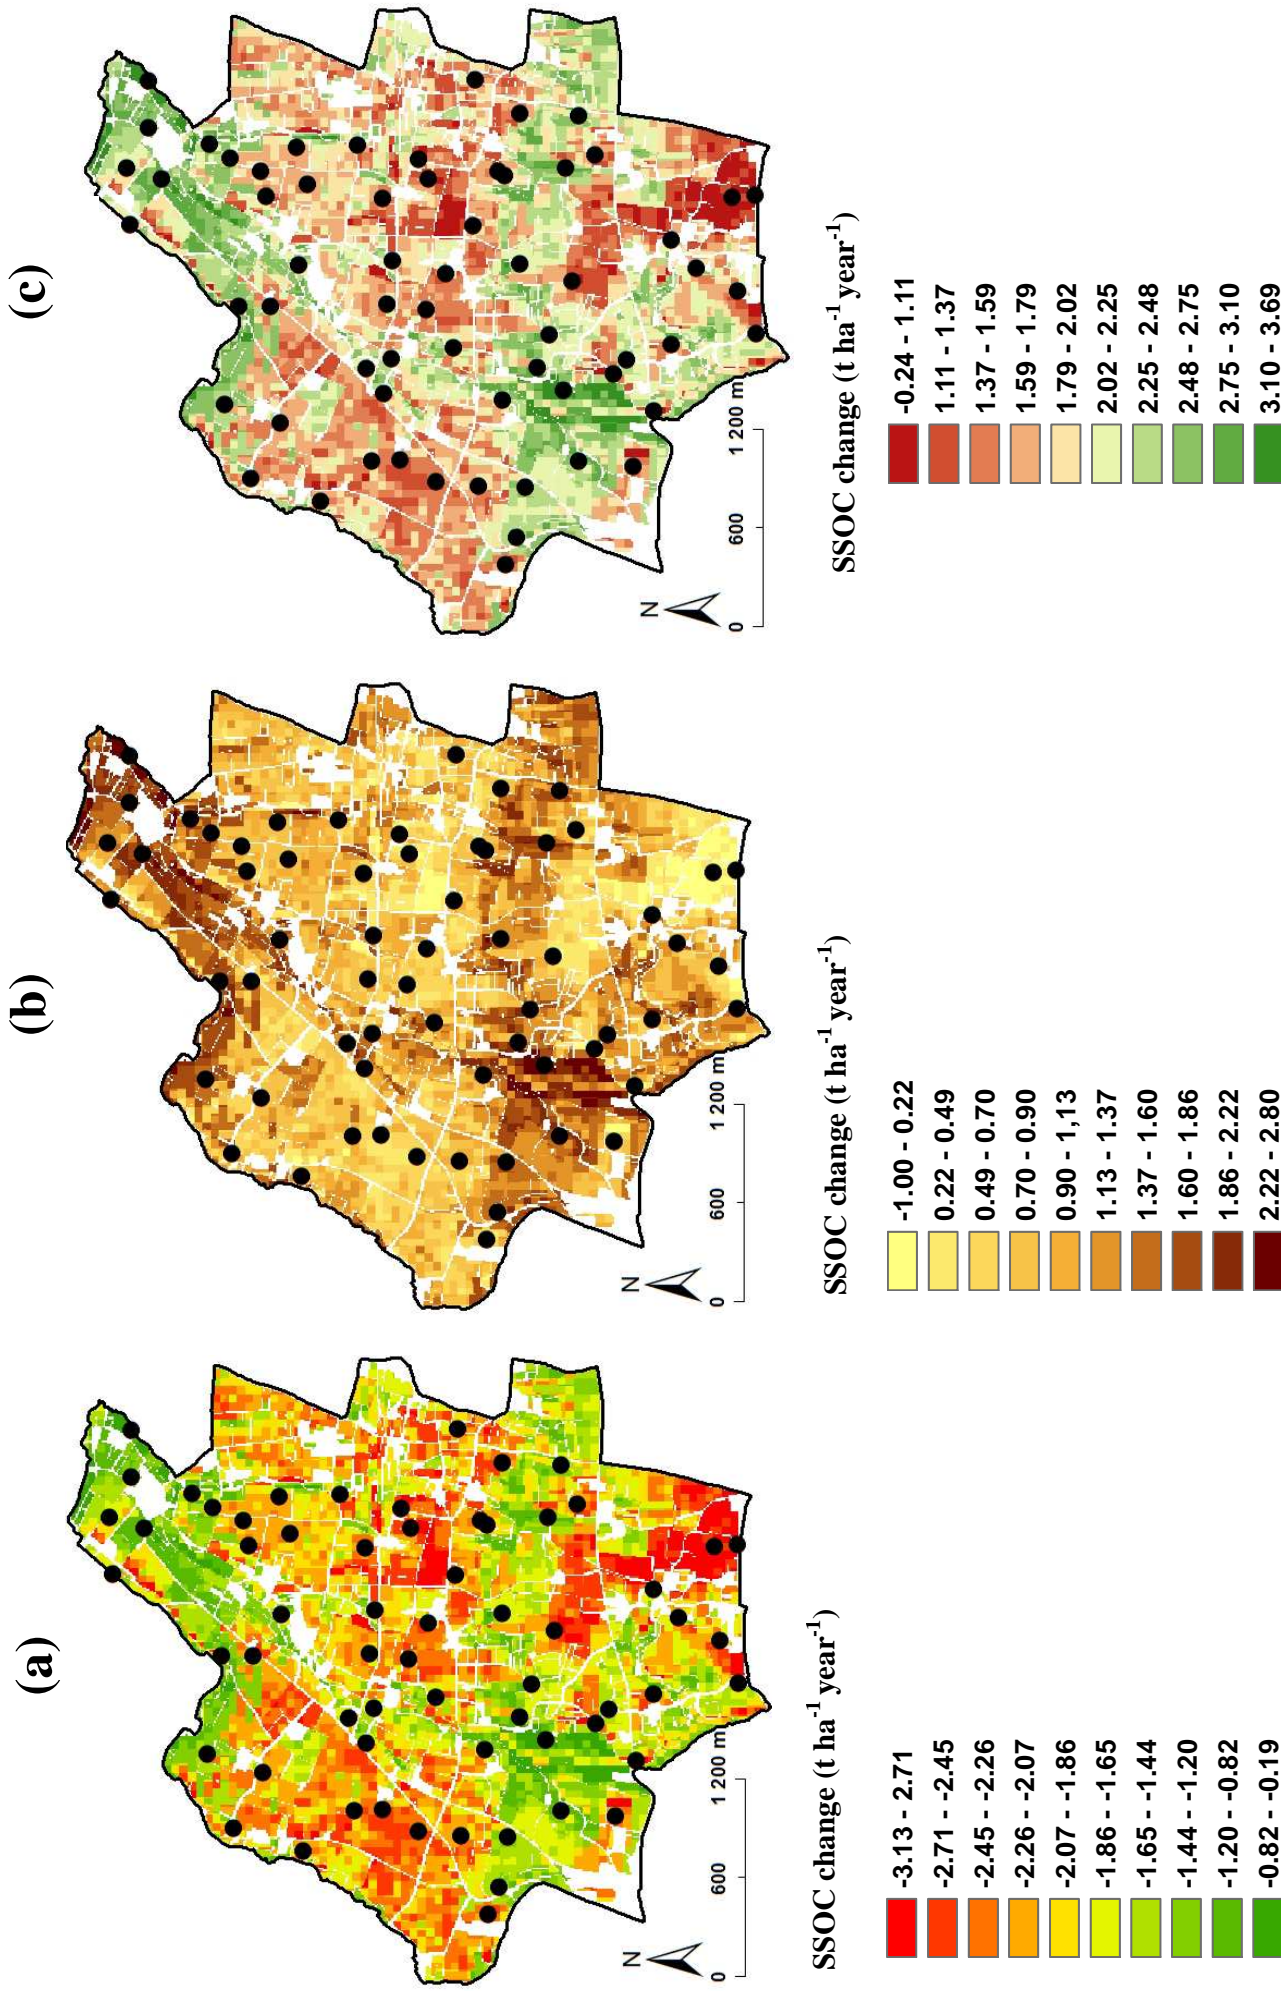 (a)
N
0 600 1 200 m
SSOC change (t ha-1 year-1)
-3.13 - 2.71
-2.71 - -2.45
-2.45 - -2.26
-2.26 - -2.07
-2.07 - -1.86
-1.86 - -1.65
-1.65 - -1.44
-1.44 - -1.20
-1.20 - -0.82
-0.82 - -0.19
(b)
N
0 600 1 200 m
SSOC change (t ha-1 year-1)
-1.00 - 0.22
0.22 - 0.49
0.49 - 0.70
0.70 - 0.90
0.90 - 1,13
1.13 - 1.37
1.37 - 1.60
1.60 - 1.86
1.86 - 2.22
2.22 - 2.80
(c)
N
0 600 1 200 m
SSOC change (t ha-1 year-1)
-0.24 - 1.11
1.11 - 1.37
1.37 - 1.59
1.59 - 1.79
1.79 - 2.02
2.02 - 2.25
2.25 - 2.48
2.48 - 2.75
2.75 - 3.10
3.10 - 3.69